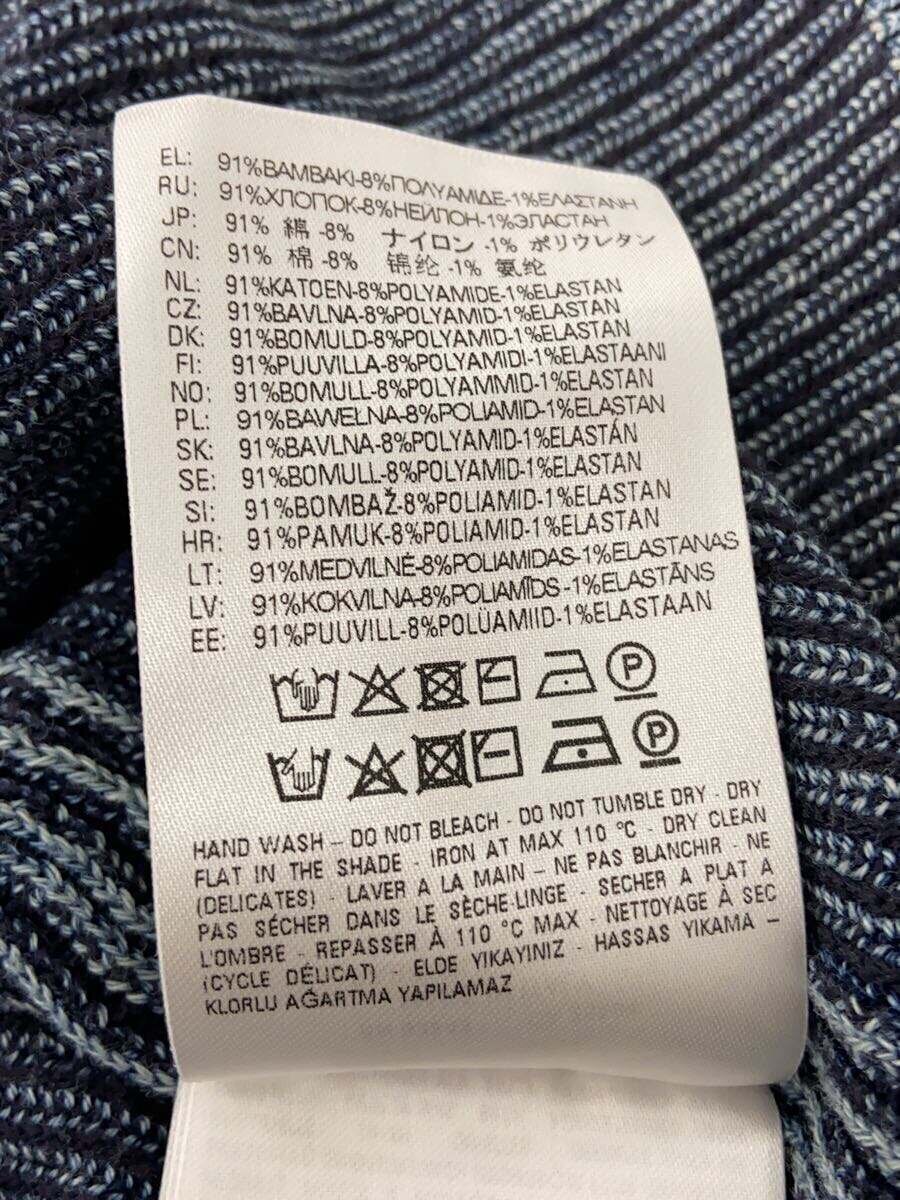 EL: 91%ΒΑΜΒΑΚΙ-8%ΠΟΛΥΑΜΙΔΕ-1%ΕΛΑΣΤΑΝΗ
RU: 91%ХЛОПОК-8%НЕЙЛОН-1%ЭЛАСТАН
JP: 91% 綿 -8% ナイロン -1% ポリウレタン
CN: 91% 棉 -8% 锦纶 -1% 氨纶
NL: 91%KATOEN-8%POLYAMIDE-1%ELASTAN
CZ: 91%BAVLNA-8%POLYAMID-1%ELASTAN
DK: 91%BOMULD-8%POLYAMID-1%ELASTAN
FI: 91%PUUVILLA-8%POLYAMIDI-1%ELASTAANI
NO: 91%BOMULL-8%POLYAMMID-1%ELASTAN
PL: 91%BAWEŁNA-8%POLIAMID-1%ELASTAN
SK: 91%BAVLNA-8%POLYAMID-1%ELASTÁN
SE: 91%BOMULL-8%POLYAMID-1%ELASTAN
SI: 91%BOMBAŽ-8%POLIAMID-1%ELASTAN
HR: 91%PAMUK-8%POLIAMID-1%ELASTAN
LT: 91%MEDVILNĖ-8%POLIAMIDAS-1%ELASTANAS
LV: 91%KOKVILNA-8%POLIAMĪDS-1%ELASTĀNS
EE: 91%PUUVILL-8%POLÜAMIID-1%ELASTAAN
P
P
HAND WASH – DO NOT BLEACH - DO NOT TUMBLE DRY - DRY
FLAT IN THE SHADE - IRON AT MAX 110 °C - DRY CLEAN
(DELICATES) - LAVER A LA MAIN – NE PAS BLANCHIR - NE
PAS SÉCHER DANS LE SÈCHE-LINGE - SECHER A PLAT A
L'OMBRE - REPASSER À 110 °C MAX - NETTOYAGE À SEC
(CYCLE DÉLICAT) - ELDE YIKAYINIZ - HASSAS YIKAMA –
KLORLU AĞARTMA YAPILAMAZ